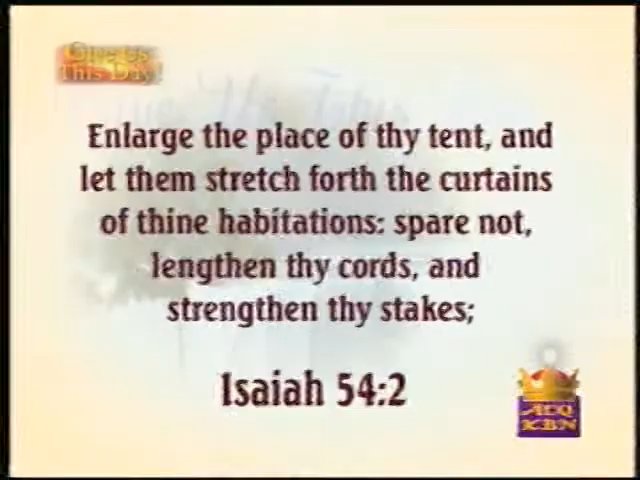 Give Us
This Day!
Enlarge the place of thy tent, and
let them stretch forth the curtains
of thine habitations: spare not,
lengthen thy cords, and
strengthen thy stakes;
Isaiah 54:2
KBN